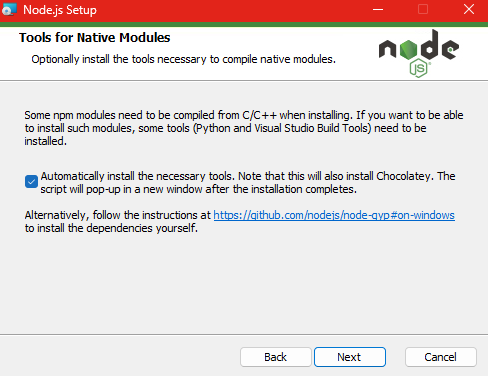 Node.js Setup
Tools for Native Modules
Optionally install the tools necessary to compile native modules.
node
JS
Some npm modules need to be compiled from C/C++ when installing. If you want to be able
to install such modules, some tools (Python and Visual Studio Build Tools) need to be
installed.
Automatically install the necessary tools. Note that this will also install Chocolatey. The
script will pop-up in a new window after the installation completes.
Alternatively, follow the instructions at https://github.com/nodejs/node-gyp#on-windows
to install the dependencies yourself.
Back Next Cancel